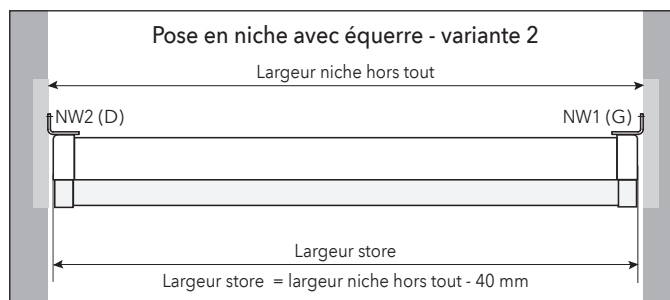 Pose en niche avec équerre - variante 2
Largeur niche hors tout
NW2 (D)
NW1 (G)
Largeur store
Largeur store = largeur niche hors tout - 40 mm